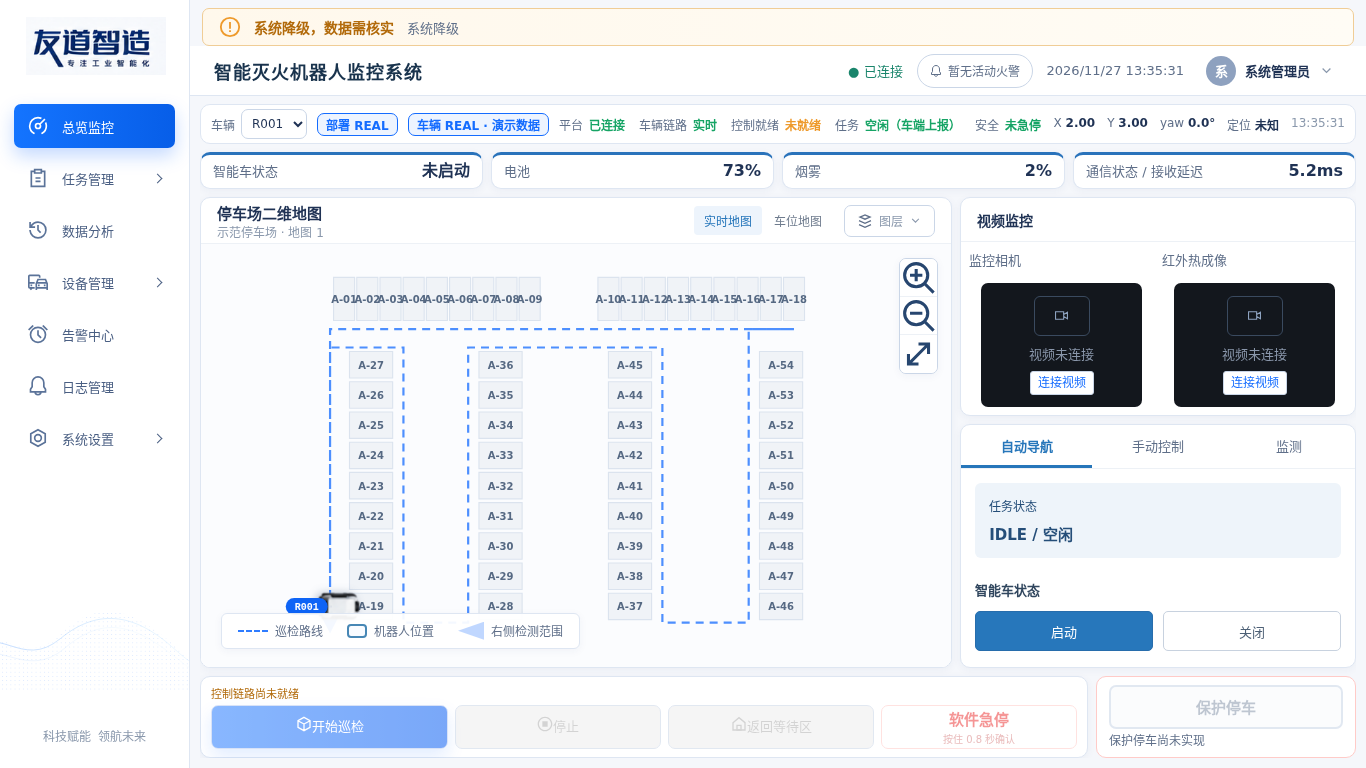 友道智造
专注工业智能化
总览监控
任务管理
数据分析
设备管理
告警中心
日志管理
系统设置
科技赋能 领航未来
系统降级，数据需核实 系统降级
智能灭火机器人监控系统
已连接
暂无活动火警
2026/11/27 13:35:31
系 系统管理员
车辆 R001 部署 REAL 车辆 REAL · 演示数据 平台 已连接 车辆链路 实时 控制就绪 未就绪 任务 空闲（车端上报） 安全 未急停 X 2.00 Y 3.00 yaw 0.0° 定位 未知 13:35:31
智能车状态 未启动
电池 73%
烟雾 2%
通信状态 / 接收延迟 5.2ms
停车场二维地图
示范停车场 · 地图 1
实时地图 车位地图 图层
A-01 A-02 A-03 A-04 A-05 A-06 A-07 A-08 A-09 A-10 A-11 A-12 A-13 A-14 A-15 A-16 A-17 A-18
A-27 A-36 A-45 A-54
A-26 A-35 A-44 A-53
A-25 A-34 A-43 A-52
A-24 A-33 A-42 A-51
A-23 A-32 A-41 A-50
A-22 A-31 A-40 A-49
A-21 A-30 A-39 A-48
A-20 A-29 A-38 A-47
R001 A-19 A-28 A-37 A-46
巡检路线 机器人位置 右侧检测范围
视频监控
监控相机 红外热成像
视频未连接 视频未连接
连接视频 连接视频
自动导航 手动控制 监测
任务状态
IDLE / 空闲
智能车状态
启动 关闭
控制链路尚未就绪
开始巡检 停止 返回等待区
软件急停
按住 0.8 秒确认
保护停车
保护停车尚未实现